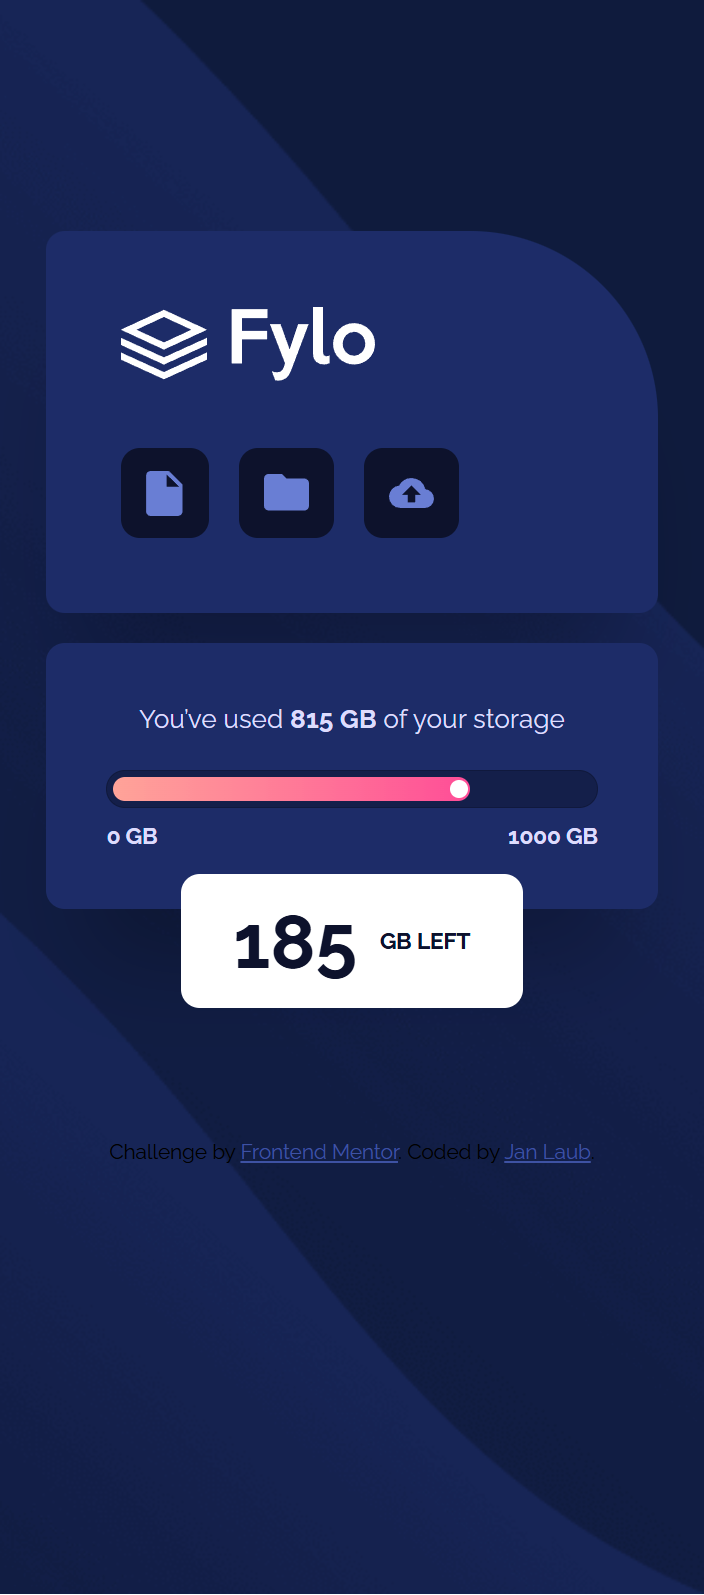 Fylo
You’ve used 815 GB of your storage
0 GB
1000 GB
185 GB LEFT
Challenge by Frontend Mentor. Coded by Jan Laub.